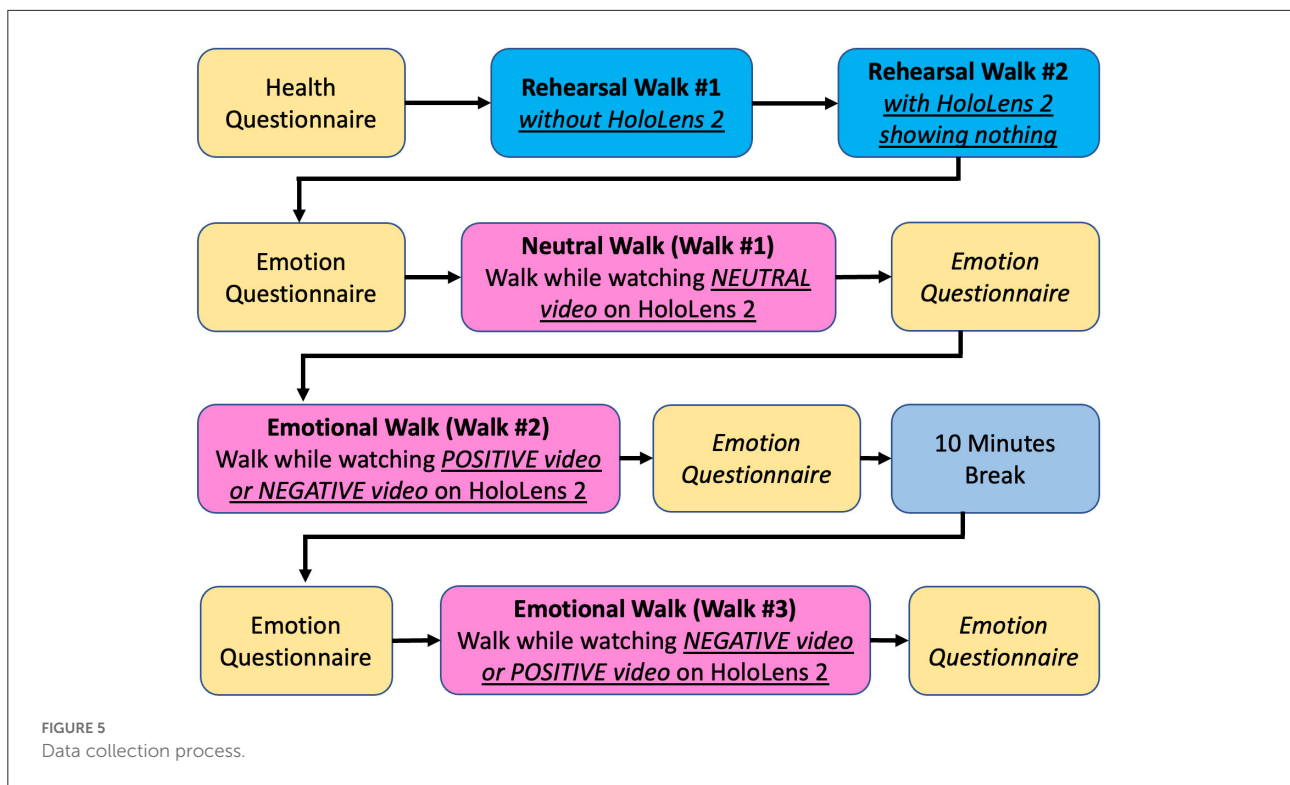 Health
Questionnaire
Rehearsal Walk #1
without HoloLens 2
Rehearsal Walk #2
with HoloLens 2
showing nothing
Emotion
Questionnaire
Neutral Walk (Walk #1)
Walk while watching NEUTRAL
video on HoloLens 2
Emotion
Questionnaire
Emotional Walk (Walk #2)
Walk while watching POSITIVE video
or NEGATIVE video on HoloLens 2
Emotion
Questionnaire
10 Minutes
Break
Emotion
Questionnaire
Emotional Walk (Walk #3)
Walk while watching NEGATIVE video
or POSITIVE video on HoloLens 2
Emotion
Questionnaire
FIGURE 5
Data collection process.